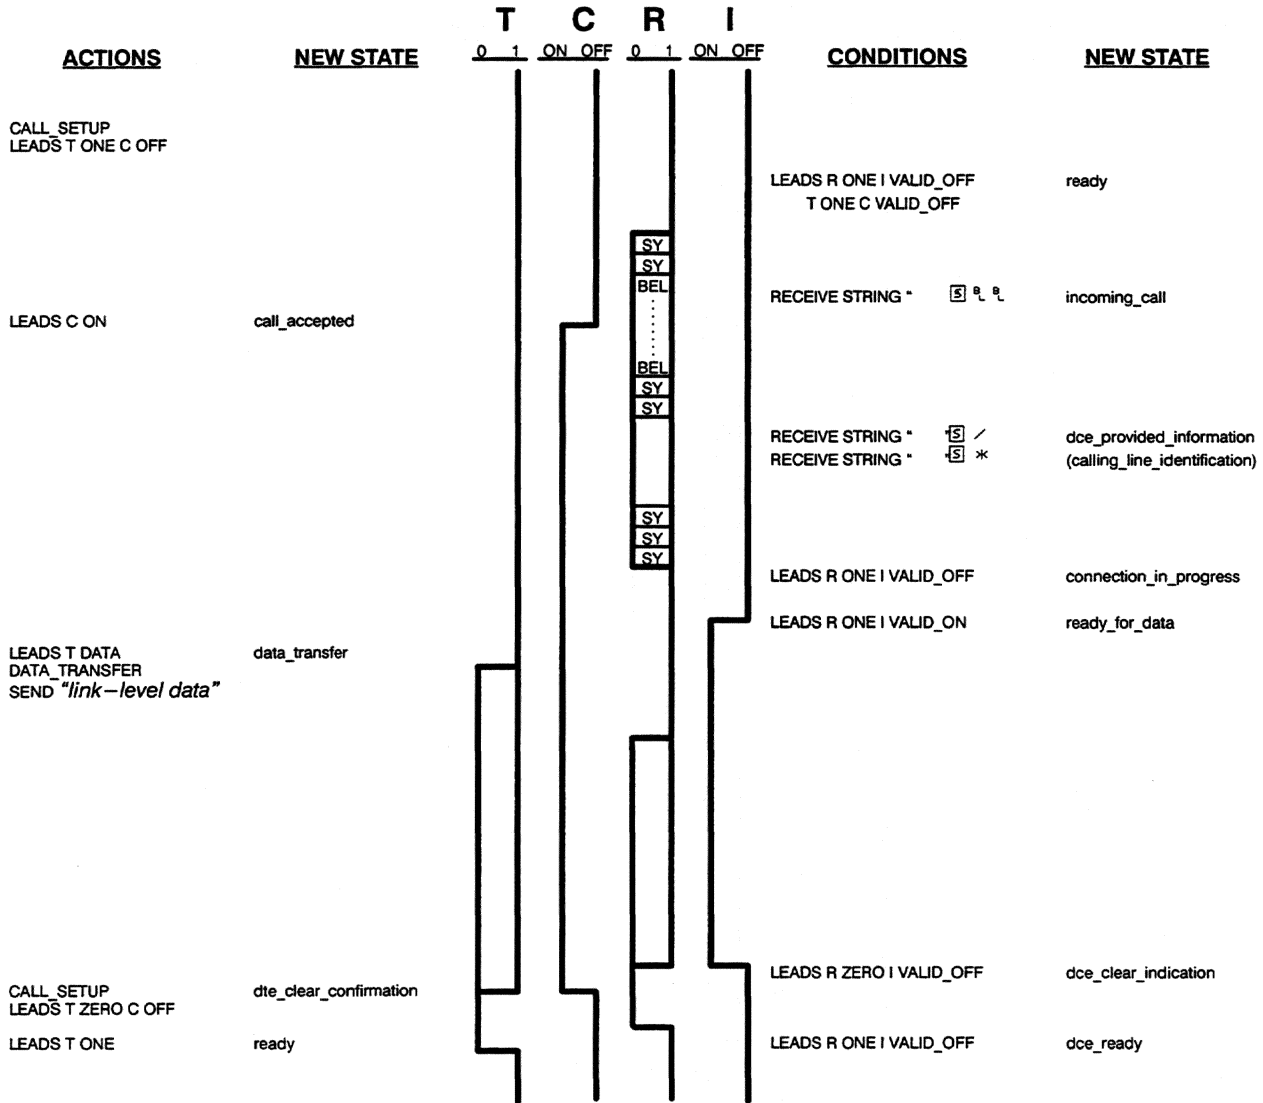 T C R I
ACTIONS NEW STATE 0 1 ON OFF 0 1 ON OFF CONDITIONS NEW STATE
CALL_SETUP
LEADS T ONE C OFF
LEADS R ONE I VALID_OFF ready
T ONE C VALID_OFF
SY
SY
BEL
RECEIVE STRING " S BL BL incoming_call
LEADS C ON call_accepted
BEL
SY
SY
RECEIVE STRING " S / dce_provided_information
RECEIVE STRING " S * (calling_line_identification)
SY
SY
SY
LEADS R ONE I VALID_OFF connection_in_progress
LEADS R ONE I VALID_ON ready_for_data
LEADS T DATA data_transfer
DATA_TRANSFER
SEND "link–level data"
LEADS R ZERO I VALID_OFF dce_clear_indication
CALL_SETUP dte_clear_confirmation
LEADS T ZERO C OFF
LEADS T ONE ready LEADS R ONE I VALID_OFF dce_ready